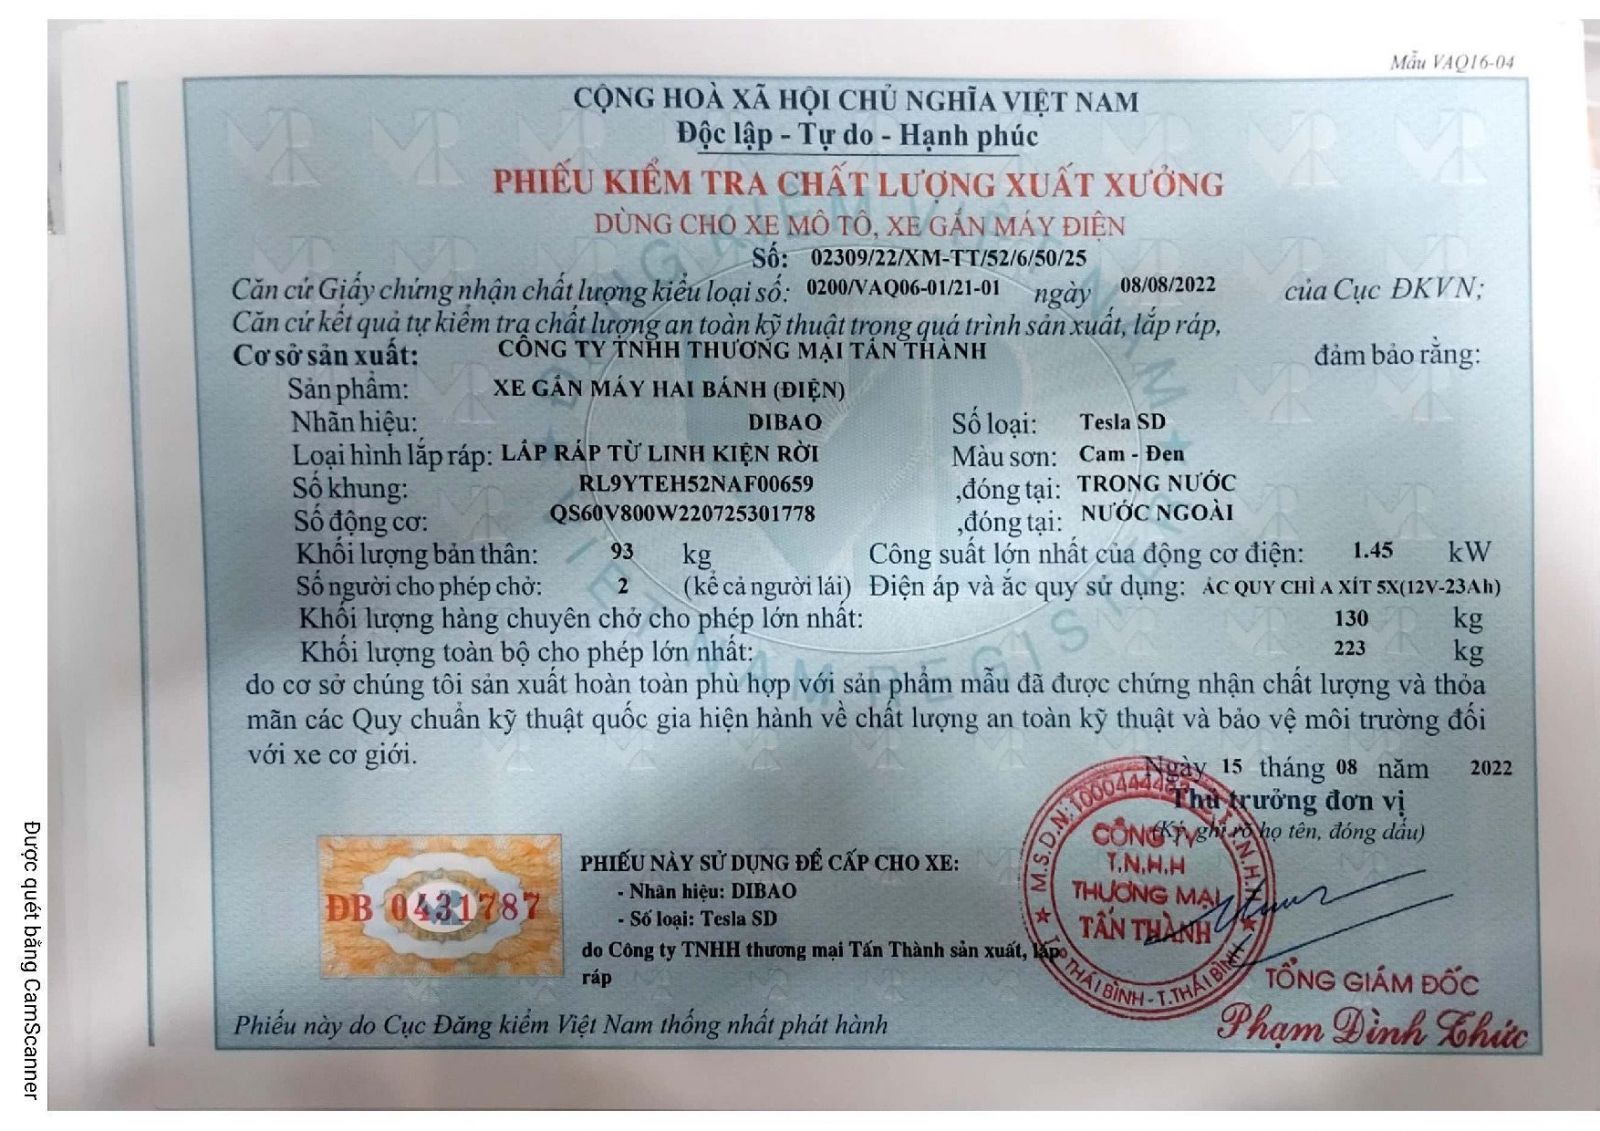 Mẫu VAQ16-04
CỘNG HOÀ XÃ HỘI CHỦ NGHĨA VIỆT NAM
Độc lập - Tự do - Hạnh phúc
PHIẾU KIỂM TRA CHẤT LƯỢNG XUẤT XƯỞNG
DÙNG CHO XE MÔ TÔ, XE GẮN MÁY ĐIỆN
Số: 02309/22/XM-TT/52/6/50/25
Căn cứ Giấy chứng nhận chất lượng kiểu loại số: 0200/VAQ06-01/21-01 ngày 08/08/2022 của Cục ĐKVN;
Căn cứ kết quả tự kiểm tra chất lượng an toàn kỹ thuật trong quá trình sản xuất, lắp ráp,
Cơ sở sản xuất: CÔNG TY TNHH THƯƠNG MẠI TẤN THÀNH đảm bảo rằng:
Sản phẩm: XE GẮN MÁY HAI BÁNH (ĐIỆN)
Nhãn hiệu: DIBAO Số loại: Tesla SD
Loại hình lắp ráp: LẮP RÁP TỪ LINH KIỆN RỜI Màu sơn: Cam - Đen
Số khung: RL9YTEH52NAF00659 ,đóng tại: TRONG NƯỚC
Số động cơ: QS60V800W220725301778 ,đóng tại: NƯỚC NGOÀI
Khối lượng bản thân: 93 kg Công suất lớn nhất của động cơ điện: 1.45 kW
Số người cho phép chở: 2 (kể cả người lái) Điện áp và ắc quy sử dụng: ẮC QUY CHÌ A XÍT 5X(12V-23Ah)
Khối lượng hàng chuyên chở cho phép lớn nhất: 130 kg
Khối lượng toàn bộ cho phép lớn nhất: 223 kg
do cơ sở chúng tôi sản xuất hoàn toàn phù hợp với sản phẩm mẫu đã được chứng nhận chất lượng và thỏa
mãn các Quy chuẩn kỹ thuật quốc gia hiện hành về chất lượng an toàn kỹ thuật và bảo vệ môi trường đối
với xe cơ giới.
Ngày 15 tháng 08 năm 2022
Thủ trưởng đơn vị
(Ký, ghi rõ họ tên, đóng dấu)
M.S.D.N:1000444482
CÔNG TY
T.N.H.H
THƯƠNG MẠI
TẤN THÀNH
TP THÁI BÌNH - T.THÁI BÌNH
TỔNG GIÁM ĐỐC
Phạm Đình Thức
ĐB 0431787
PHIẾU NÀY SỬ DỤNG ĐỂ CẤP CHO XE:
- Nhãn hiệu: DIBAO
- Số loại: Tesla SD
do Công ty TNHH thương mại Tấn Thành sản xuất, lắp
ráp
Phiếu này do Cục Đăng kiểm Việt Nam thống nhất phát hành
ĐĂNG KIỂM VIỆT NAM
VIETNAM REGISTER
Được quét bằng CamScanner